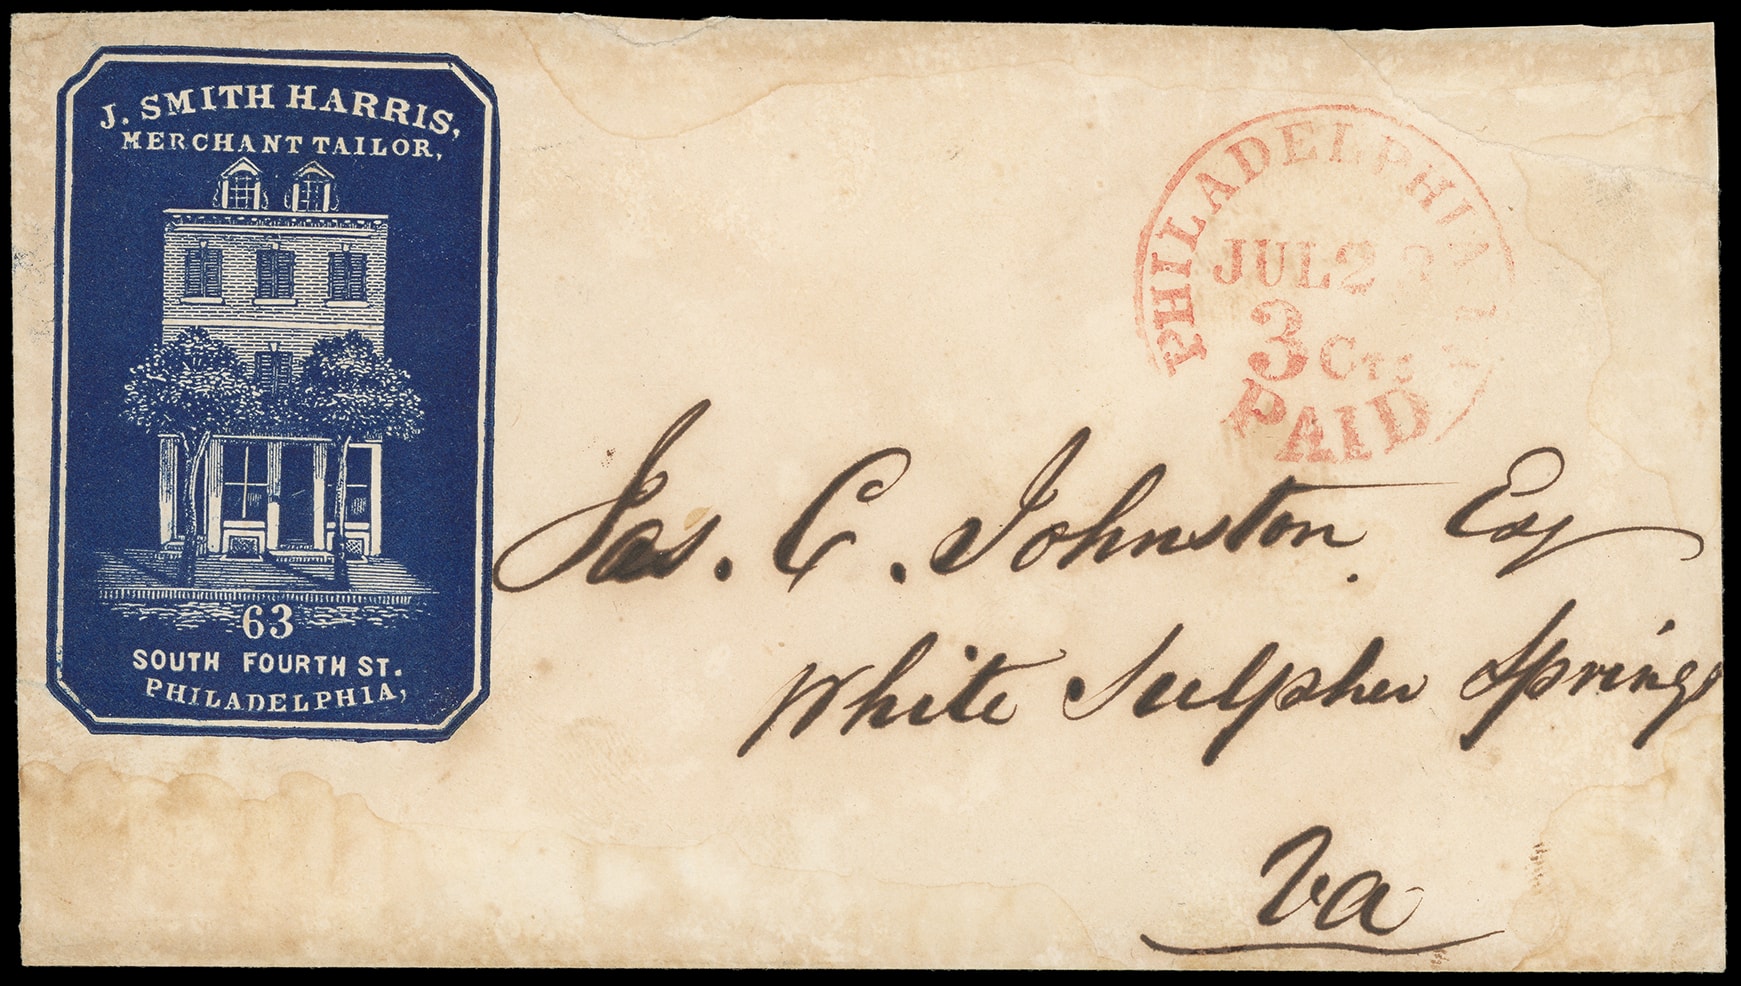 J. SMITH HARRIS,
MERCHANT TAILOR,
63
SOUTH FOURTH ST.
PHILADELPHIA,
PHILADELPHIA
JUL 2
3 Cts
PAID
Jas. C. Johnston. Esq
White Sulpher Springs
Va